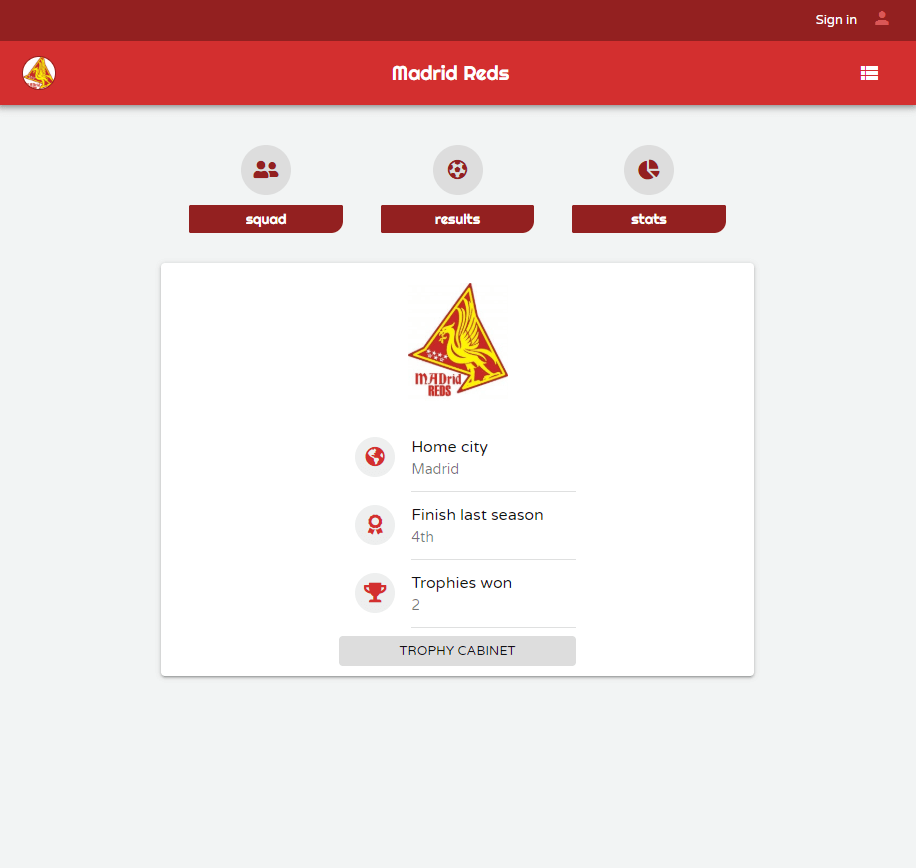 Sign in
Madrid Reds
squad
results
stats
MADrid
REDS
Home city
Madrid
Finish last season
4th
Trophies won
2
TROPHY CABINET